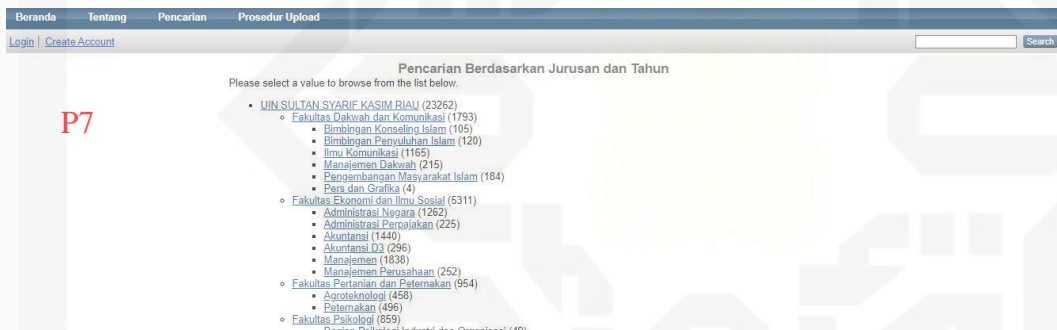 Beranda Tentang Pencarian Prosedur Upload
Login | Create Account Search
Pencarian Berdasarkan Jurusan dan Tahun
Please select a value to browse from the list below.
P7
UIN SULTAN SYARIF KASIM RIAU (23262)
Fakultas Dakwah dan Komunikasi (1793)
Bimbingan Konseling Islam (105)
Bimbingan Penyuluhan Islam (120)
Ilmu Komunikasi (1165)
Manajemen Dakwah (215)
Pengembangan Masyarakat Islam (184)
Pers dan Grafika (4)
Fakultas Ekonomi dan Ilmu Sosial (5311)
Administrasi Negara (1262)
Administrasi Perpajakan (225)
Akuntansi (1440)
Akuntansi D3 (296)
Manajemen (1838)
Manajemen Perusahaan (252)
Fakultas Pertanian dan Peternakan (954)
Agroteknologi (458)
Peternakan (496)
Fakultas Psikologi (859)